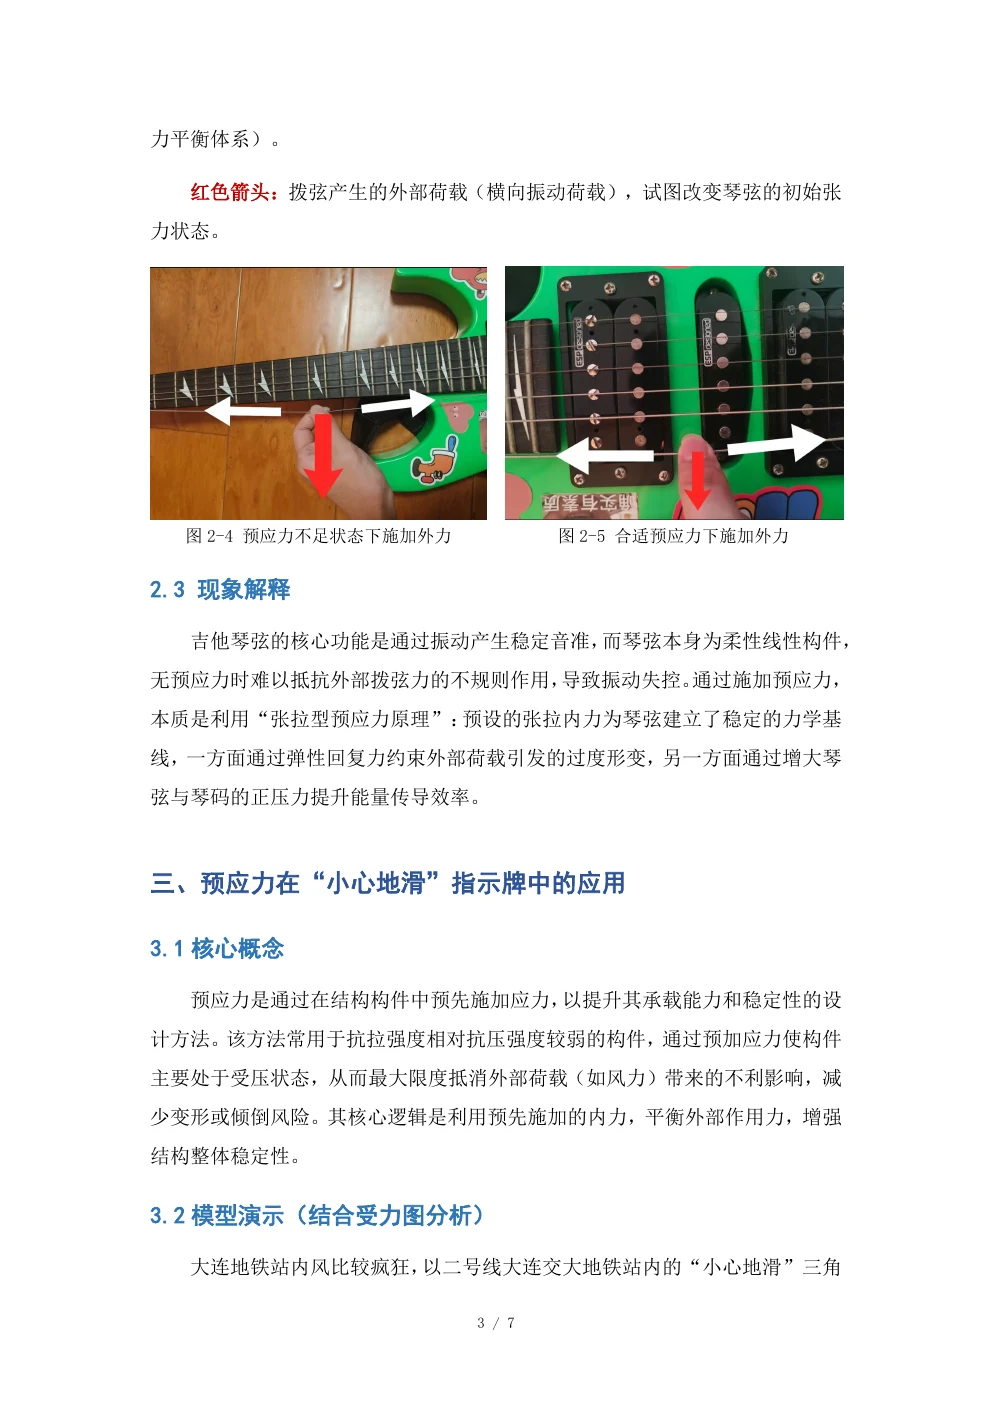 力平衡体系）。
红色箭头：拨弦产生的外部荷载（横向振动荷载），试图改变琴弦的初始张
力状态。
ESP designed
ESP designed
确实有素质
图 2-4 预应力不足状态下施加外力
图 2-5 合适预应力下施加外力
2.3 现象解释
吉他琴弦的核心功能是通过振动产生稳定音准，而琴弦本身为柔性线性构件，
无预应力时难以抵抗外部拨弦力的不规则作用，导致振动失控。通过施加预应力，
本质是利用“张拉型预应力原理”：预设的张拉内力为琴弦建立了稳定的力学基
线，一方面通过弹性回复力约束外部荷载引发的过度形变，另一方面通过增大琴
弦与琴码的正压力提升能量传导效率。
三、预应力在“小心地滑”指示牌中的应用
3.1 核心概念
预应力是通过在结构构件中预先施加应力，以提升其承载能力和稳定性的设
计方法。该方法常用于抗拉强度相对抗压强度较弱的构件，通过预加应力使构件
主要处于受压状态，从而最大限度抵消外部荷载（如风力）带来的不利影响，减
少变形或倾倒风险。其核心逻辑是利用预先施加的内力，平衡外部作用力，增强
结构整体稳定性。
3.2 模型演示（结合受力图分析）
大连地铁站内风比较疯狂，以二号线大连交大地铁站内的“小心地滑”三角
3 / 7